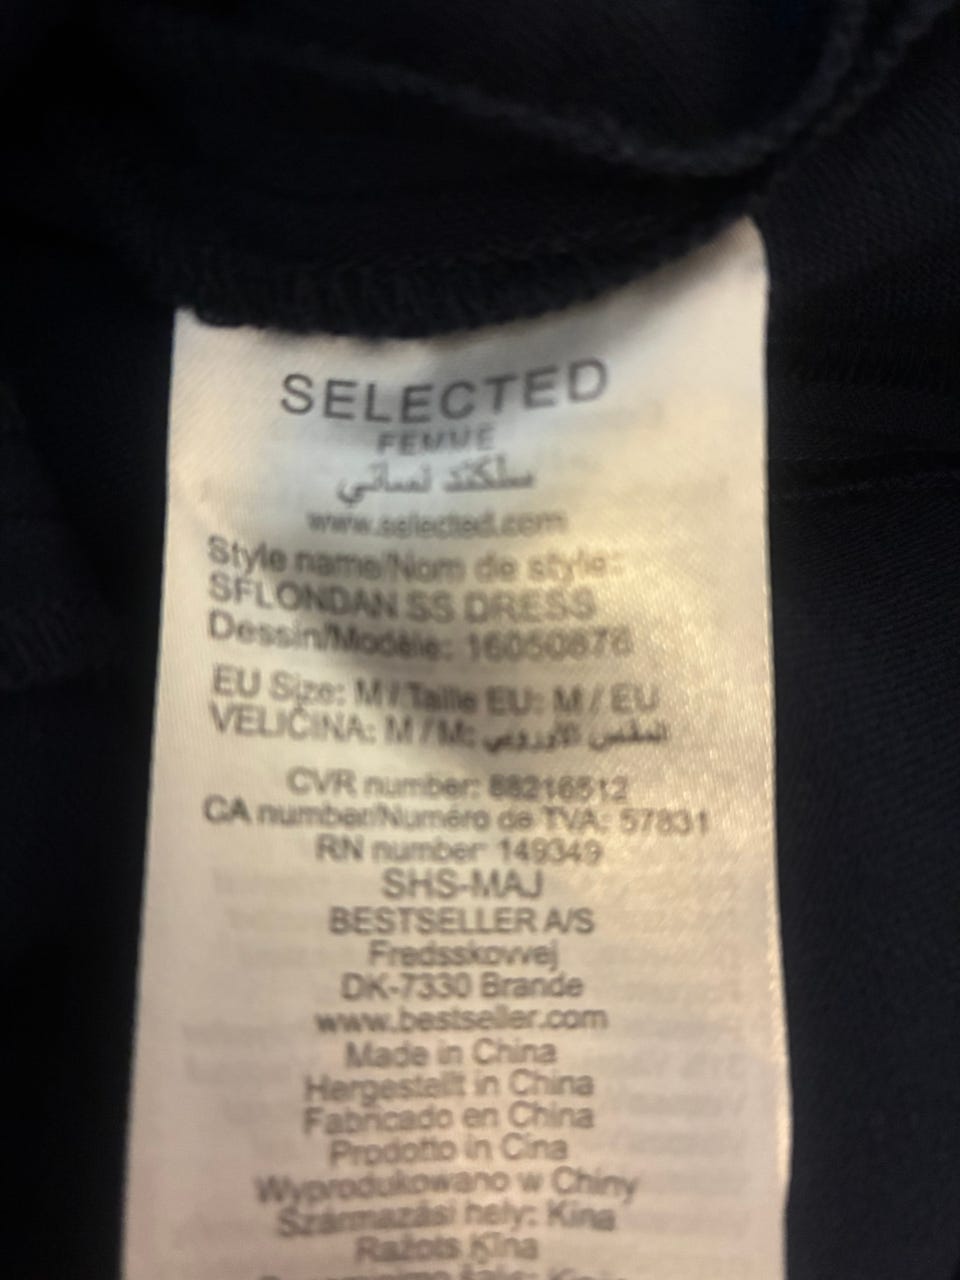 SELECTED
FEMME
سلكتد نسائي
www.selected.com
Style name/Nom de style:
SFLONDAN SS DRESS
Dessin/Modèle: 16050876
EU Size: M / Taille EU: M / EU
VELIČINA: M / M: المقاس الأوروبي
CVR number: 88216512
CA number/Numéro de TVA: 57831
RN number 149349
SHS-MAJ
BESTSELLER A/S
Fredsskovvej
DK-7330 Brande
www.bestseller.com
Made in China
Hergestellt in China
Fabricado en China
Prodotto in Cina
Wyprodukowano w Chiny
Származási hely: Kína
Ražots Ķīna